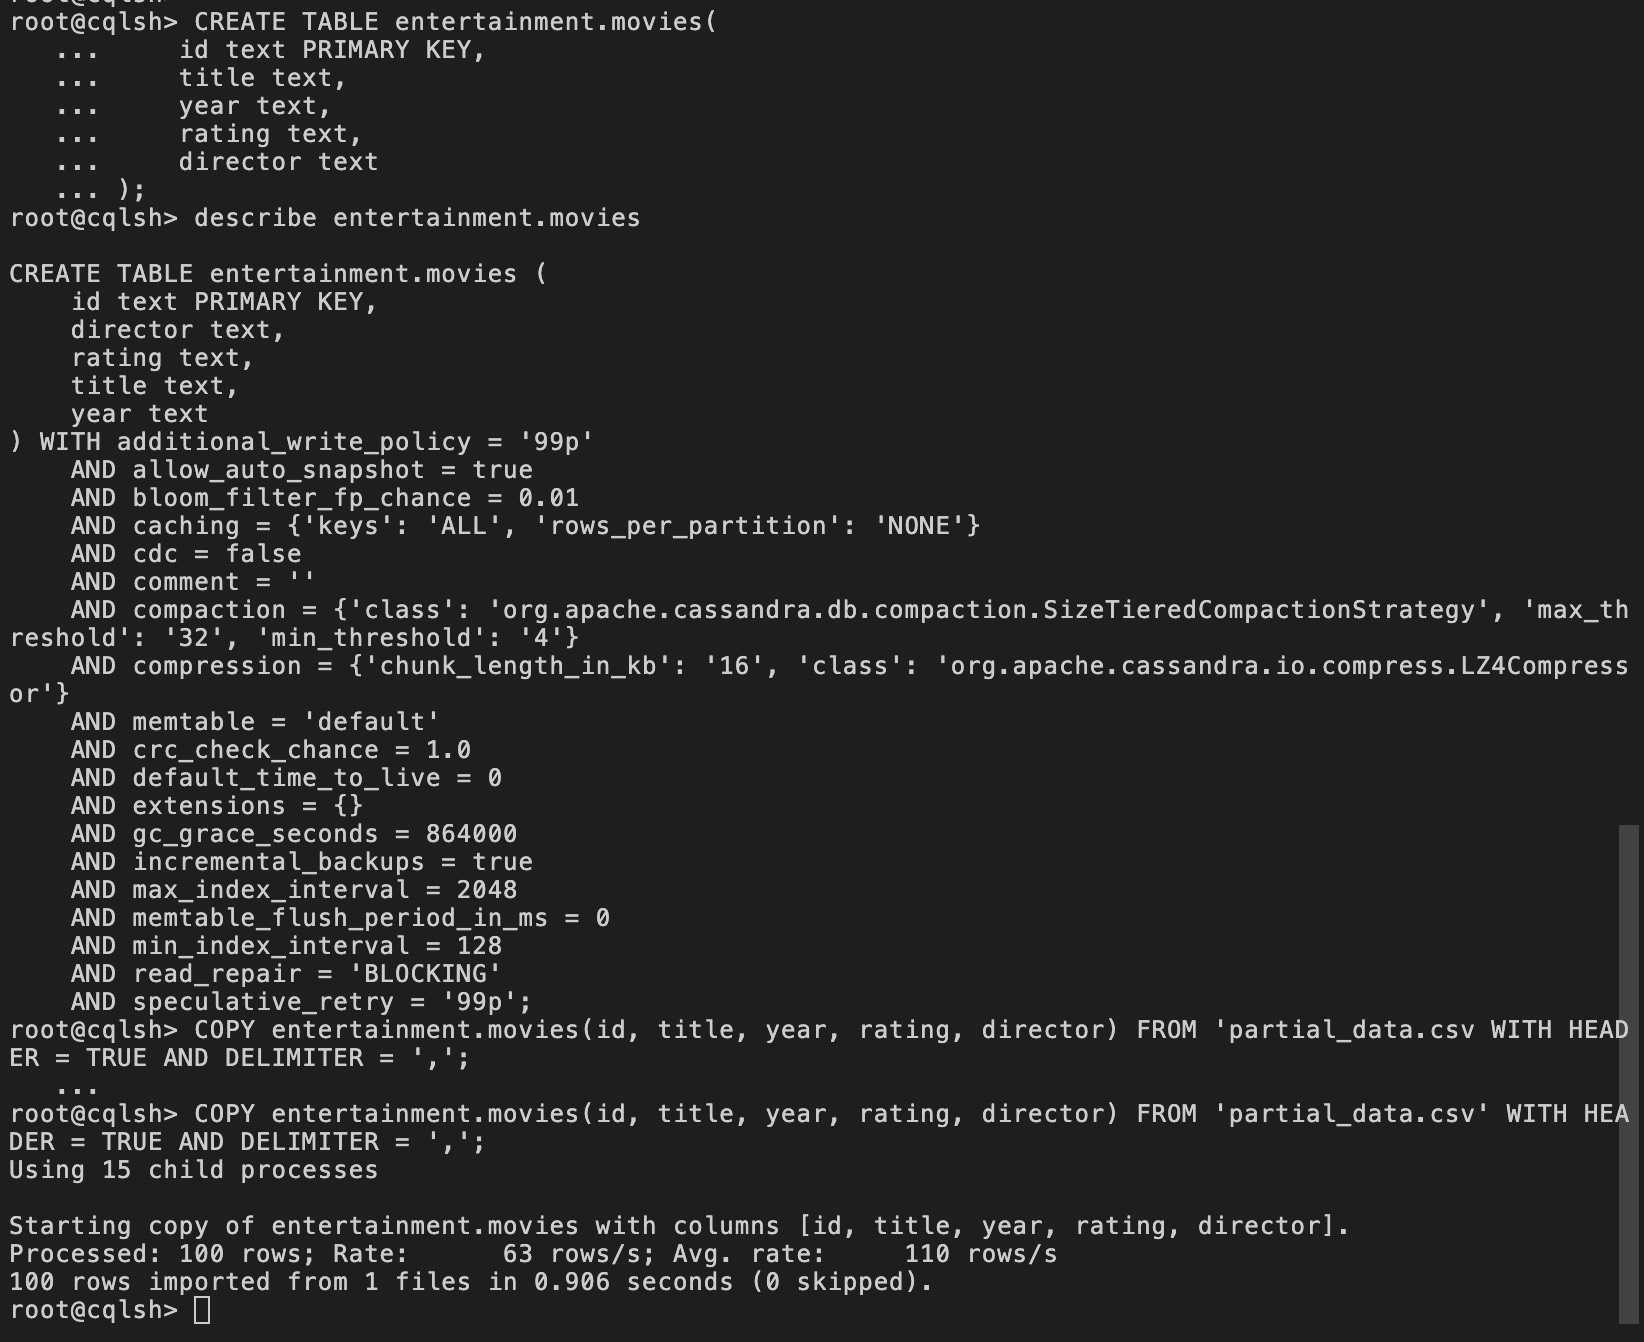 root@cqlsh> CREATE TABLE entertainment.movies(
   ...     id text PRIMARY KEY,
   ...     title text,
   ...     year text,
   ...     rating text,
   ...     director text
   ... );
root@cqlsh> describe entertainment.movies

CREATE TABLE entertainment.movies (
    id text PRIMARY KEY,
    director text,
    rating text,
    title text,
    year text
) WITH additional_write_policy = '99p'
    AND allow_auto_snapshot = true
    AND bloom_filter_fp_chance = 0.01
    AND caching = {'keys': 'ALL', 'rows_per_partition': 'NONE'}
    AND cdc = false
    AND comment = ''
    AND compaction = {'class': 'org.apache.cassandra.db.compaction.SizeTieredCompactionStrategy', 'max_th
reshold': '32', 'min_threshold': '4'}
    AND compression = {'chunk_length_in_kb': '16', 'class': 'org.apache.cassandra.io.compress.LZ4Compress
or'}
    AND memtable = 'default'
    AND crc_check_chance = 1.0
    AND default_time_to_live = 0
    AND extensions = {}
    AND gc_grace_seconds = 864000
    AND incremental_backups = true
    AND max_index_interval = 2048
    AND memtable_flush_period_in_ms = 0
    AND min_index_interval = 128
    AND read_repair = 'BLOCKING'
    AND speculative_retry = '99p';
root@cqlsh> COPY entertainment.movies(id, title, year, rating, director) FROM 'partial_data.csv WITH HEAD
ER = TRUE AND DELIMITER = ',';
   ...
root@cqlsh> COPY entertainment.movies(id, title, year, rating, director) FROM 'partial_data.csv' WITH HEA
DER = TRUE AND DELIMITER = ',';
Using 15 child processes

Starting copy of entertainment.movies with columns [id, title, year, rating, director].
Processed: 100 rows; Rate:      63 rows/s; Avg. rate:     110 rows/s
100 rows imported from 1 files in 0.906 seconds (0 skipped).
root@cqlsh>